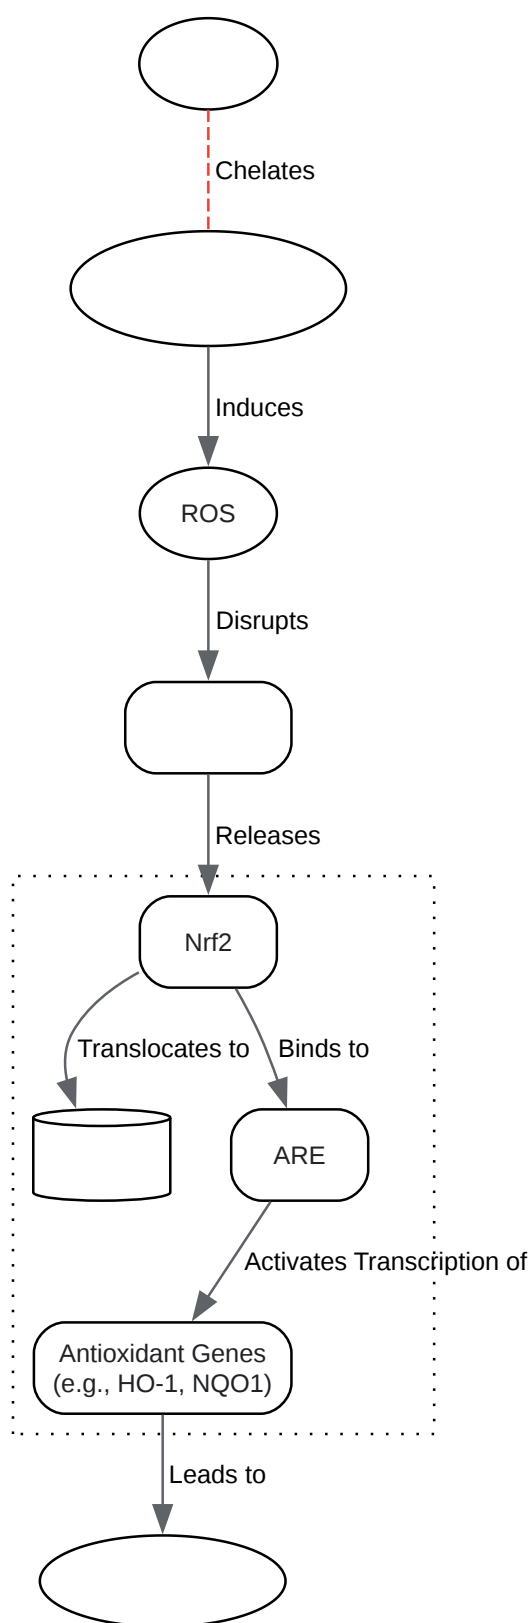 Chelates
Induces
ROS
Disrupts
Releases
Nrf2
Translocates to
Binds to
ARE
Activates Transcription of
Antioxidant Genes
(e.g., HO-1, NQO1)
Leads to